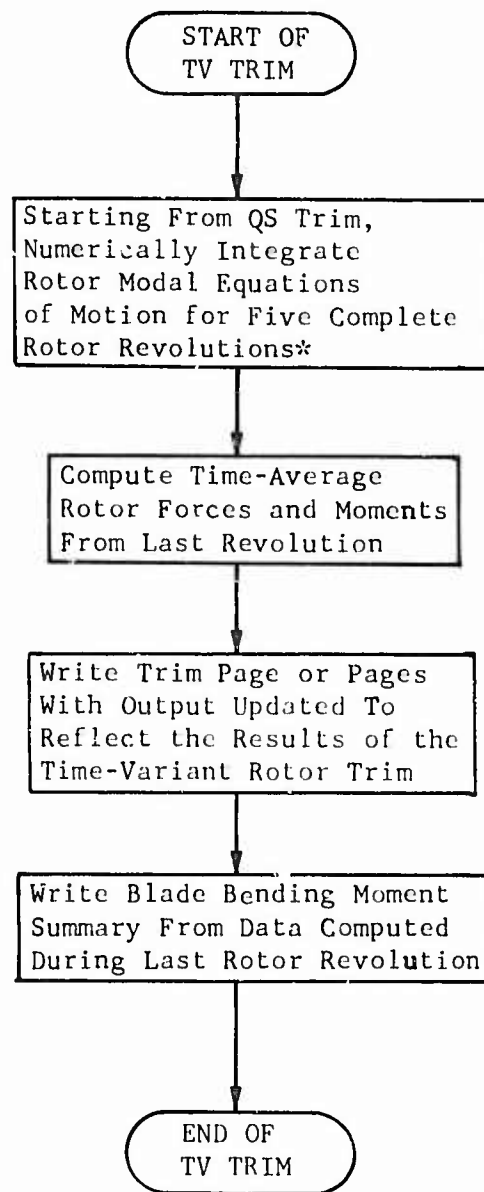 START OF
TV TRIM
Starting From QS Trim,
Numerically Integrate
Rotor Modal Equations
of Motion for Five Complete
Rotor Revolutions*
Compute Time-Average
Rotor Forces and Moments
From Last Revolution
Write Trim Page or Pages
With Output Updated To
Reflect the Results of the
Time-Variant Rotor Trim
Write Blade Bending Moment
Summary From Data Computed
During Last Rotor Revolution
END OF
TV TRIM